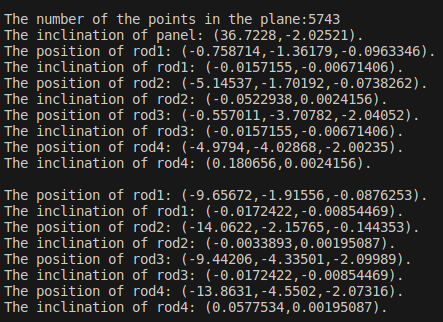 The number of the points in the plane:5743
The inclination of panel: (36.7228,-2.02521).
The position of rod1: (-0.758714,-1.36179,-0.0963346).
The inclination of rod1: (-0.0157155,-0.00671406).
The position of rod2: (-5.14537,-1.70192,-0.0738262).
The inclination of rod2: (-0.0522938,0.0024156).
The position of rod3: (-0.557011,-3.70782,-2.04052).
The inclination of rod3: (-0.0157155,-0.00671406).
The position of rod4: (-4.9794,-4.02868,-2.00235).
The inclination of rod4: (0.180656,0.0024156).

The position of rod1: (-9.65672,-1.91556,-0.0876253).
The inclination of rod1: (-0.0172422,-0.00854469).
The position of rod2: (-14.0622,-2.15765,-0.144353).
The inclination of rod2: (-0.0033893,0.00195087).
The position of rod3: (-9.44206,-4.33501,-2.09989).
The inclination of rod3: (-0.0172422,-0.00854469).
The position of rod4: (-13.8631,-4.5502,-2.07316).
The inclination of rod4: (0.0577534,0.00195087).